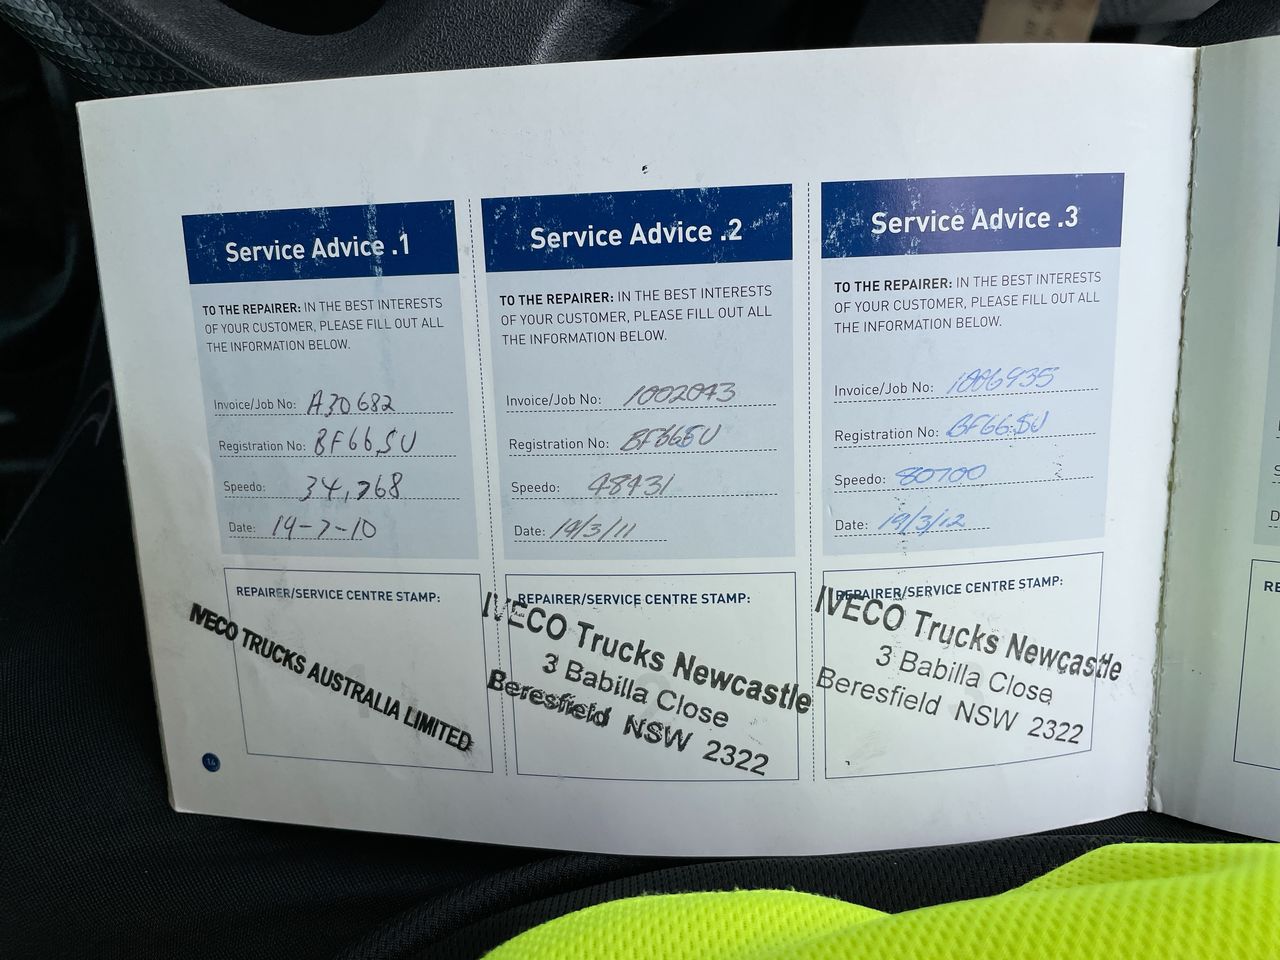 Service Advice .1
TO THE REPAIRER: IN THE BEST INTERESTS
OF YOUR CUSTOMER, PLEASE FILL OUT ALL
THE INFORMATION BELOW.
Invoice/Job No: A30682
Registration No: BF66SU
Speedo: 34,768
Date: 19-7-10
REPAIRER/SERVICE CENTRE STAMP:
IVECO TRUCKS AUSTRALIA LIMITED
14
Service Advice .2
TO THE REPAIRER: IN THE BEST INTERESTS
OF YOUR CUSTOMER, PLEASE FILL OUT ALL
THE INFORMATION BELOW.
Invoice/Job No: 1002043
Registration No: BF66SU
Speedo: 48431
Date: 14/3/11
REPAIRER/SERVICE CENTRE STAMP:
IVECO Trucks Newcastle
3 Babilla Close
Beresfield NSW 2322
Service Advice .3
TO THE REPAIRER: IN THE BEST INTERESTS
OF YOUR CUSTOMER, PLEASE FILL OUT ALL
THE INFORMATION BELOW.
Invoice/Job No: 1006935
Registration No: BF66SU
Speedo: 80700
Date: 19/3/12
REPAIRER/SERVICE CENTRE STAMP:
IVECO Trucks Newcastle
3 Babilla Close
Beresfield NSW 2322